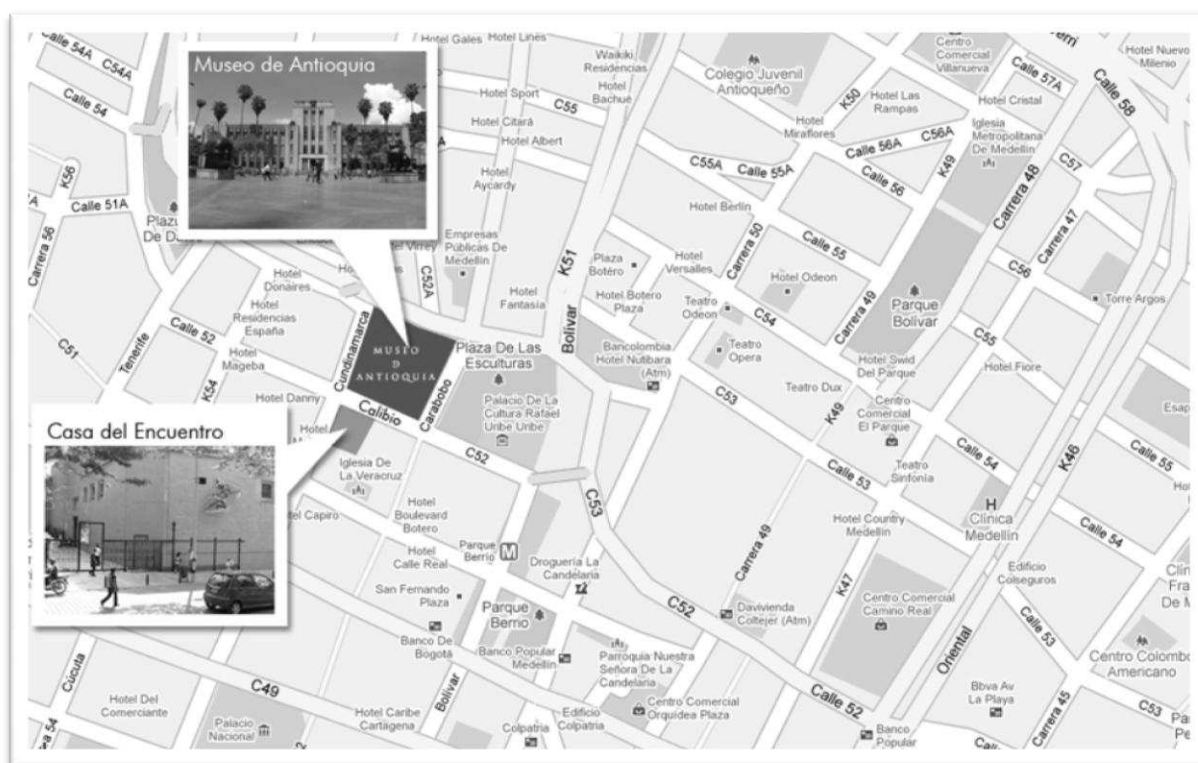 Museo de Antioquia
Casa del Encuentro
MUSEO
D
ANTIOQUIA
Calle 54A
C54A
Calle 54
K56
Calle 51A
Carrera 56
C51
Tenerife
Calle 52
K54
Hotel
Donaires
Hotel
Residencias
España
Hotel
Mageba
Hotel Danny
Cundinamarca
Calibio
Carabobo
Hotel Gales
Hotel Lines
Hotel Sport
C55
Hotel Citará
Hotel Albert
Hotel
Aycardy
Empresas
Públicas De
Medellín
C52A
Hotel
Fantasía
Waikiki
Residencias
Hotel
Bachué
K51
Bolívar
Plaza De Las
Esculturas
Palacio De La
Cultura Rafael
Uribe Uribe
C52
C53
Colegio Juvenil
Antioqueño
K50
Hotel
Miraflores
Hotel Las
Rampas
Centro
Comercial
Villanueva
Calle 57A
Hotel Cristal
Iglesia
Metropolitana
De Medellín
Calle 58
Hotel Nuevo
Milenio
C57
C56A
Calle 56A
K49
Calle 56
C55A
Calle 55A
Hotel Berlín
Carrera 50
Calle 55
Carrera 48
Carrera 47
C56
Torre Argos
Plaza
Botéro
Hotel
Versalles
Hotel Odeon
Hotel Botero
Plaza
Teatro
Odeon
C54
Carrera 49
Parque
Bolívar
C55
Bancolombia
Hotel Nutibara
(Atm)
Teatro
Opera
Hotel Swid
Del Parque
Hotel Fiore
Teatro Dux
C53
K49
Centro
Comercial
El Parque
Teatro
Sinfonía
Calle 54
K46
Calle 55
Calle 53
H
Clínica
Medellín
Calle 54
Hotel Country
Medellín
Edificio
Colseguros
Iglesia De
La Veracruz
Hotel
Boulevard
Botero
Hotel
Calle Real
Parque
Berrio
M
Droguería La
Candelaria
San Fernando
Plaza
Parque
Berrio
Banco De
Bogotá
Banco Popular
Medellín
Parroquia Nuestra
Señora De La
Candelaria
C52
Carrera 49
K47
Davivienda
Coltejer (Atm)
Centro Comercial
Camino Real
Oriental
Calle 53
Centro Colombo
Americano
Bbva Av
La Playa
Carrera 45
C53
Calle 52
Banco
Popular
Cúcuta
Hotel Del
Comerciante
Palacio
Nacional
C49
Bolívar
Hotel Caribe
Cartagena
Colpatria
Edificio
Colpatria
Centro Comercial
Orquidea Plaza